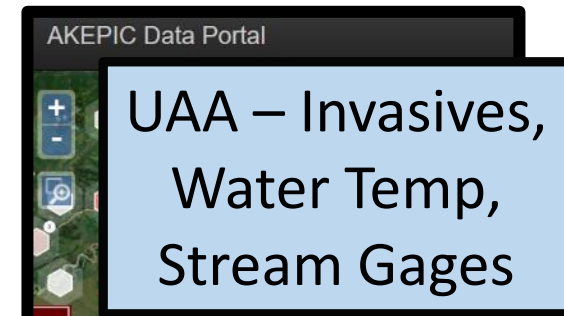 AKEPIC Data Portal
UAA – Invasives,
Water Temp,
Stream Gages